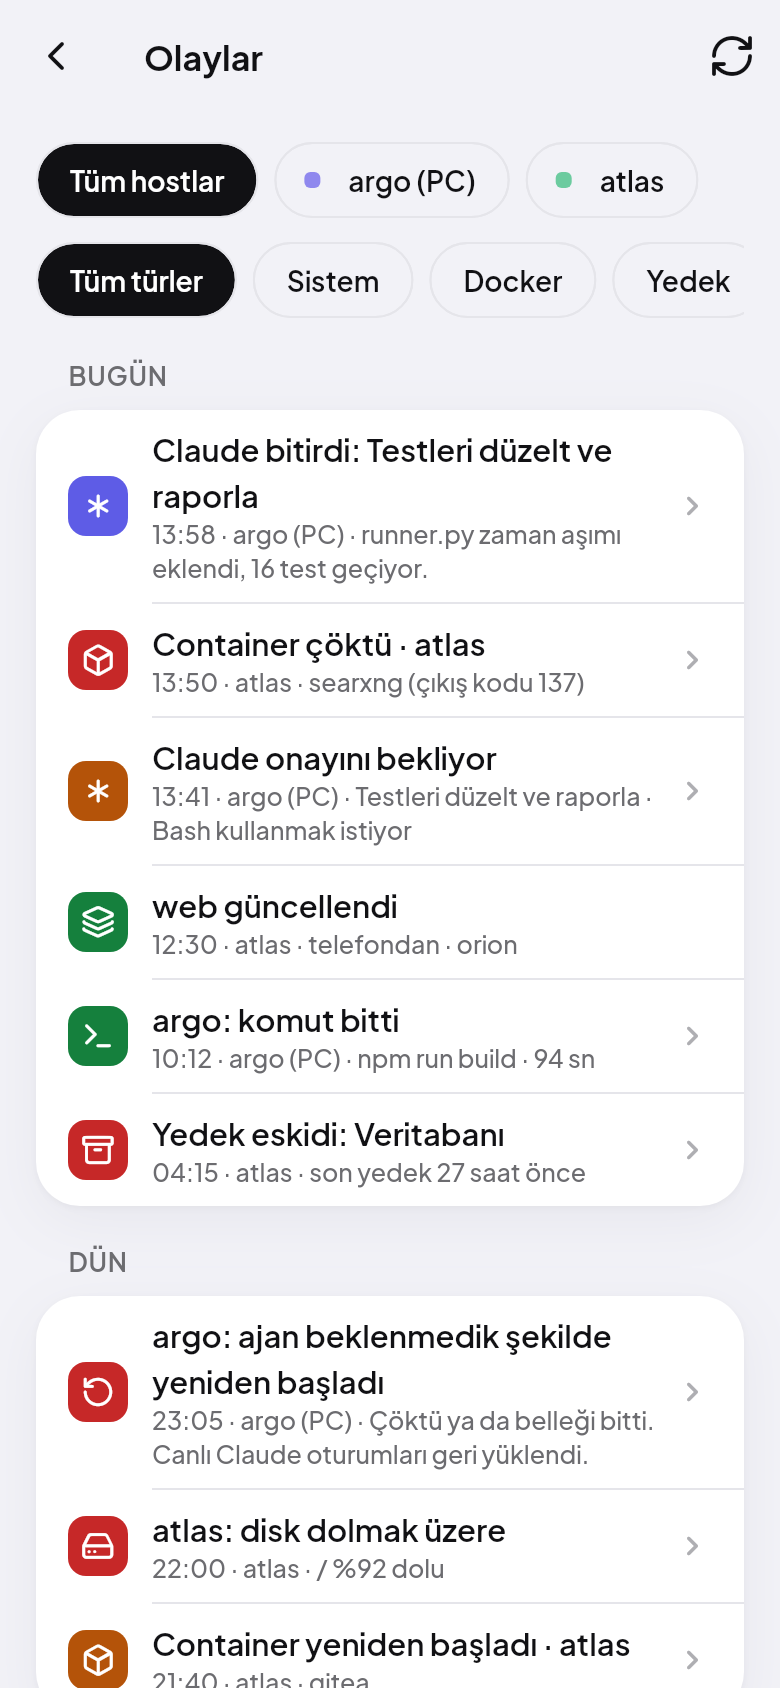 Olaylar
Tüm hostlar
argo (PC)
atlas
Tüm türler
Sistem
Docker
Yedek
BUGÜN
Claude bitirdi: Testleri düzelt ve
raporla
13:58 · argo (PC) · runner.py zaman aşımı
eklendi, 16 test geçiyor.
Container çöktü · atlas
13:50 · atlas · searxng (çıkış kodu 137)
Claude onayını bekliyor
13:41 · argo (PC) · Testleri düzelt ve raporla ·
Bash kullanmak istiyor
web güncellendi
12:30 · atlas · telefondan · orion
argo: komut bitti
10:12 · argo (PC) · npm run build · 94 sn
Yedek eskidi: Veritabanı
04:15 · atlas · son yedek 27 saat önce
DÜN
argo: ajan beklenmedik şekilde
yeniden başladı
23:05 · argo (PC) · Çöktü ya da belleği bitti.
Canlı Claude oturumları geri yüklendi.
atlas: disk dolmak üzere
22:00 · atlas · / %92 dolu
Container yeniden başladı · atlas
21:40 · atlas · gitea